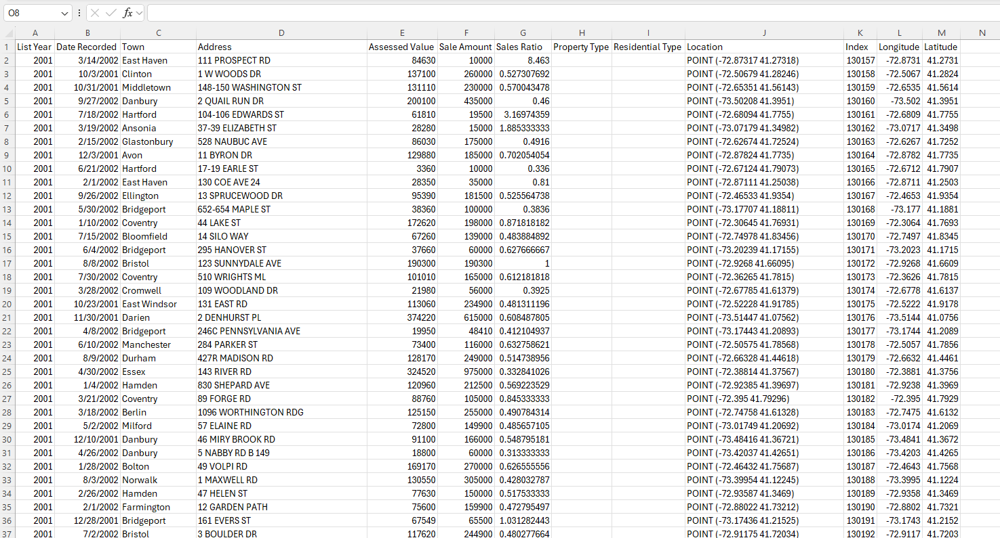 O8 fx
A B C D E F G H I J K L M N
1 List Year Date Recorded Town Address Assessed Value Sale Amount Sales Ratio Property Type Residential Type Location Index Longitude Latitude
2 2001 3/14/2002 East Haven 111 PROSPECT RD 84630 10000 8.463 POINT (-72.87317 41.27318) 130157 -72.8731 41.2731
3 2001 10/3/2001 Clinton 1 W WOODS DR 137100 260000 0.527307692 POINT (-72.50679 41.28246) 130158 -72.5067 41.2824
4 2001 10/31/2001 Middletown 148-150 WASHINGTON ST 131110 230000 0.570043478 POINT (-72.65351 41.56143) 130159 -72.6535 41.5614
5 2001 9/27/2002 Danbury 2 QUAIL RUN DR 200100 435000 0.46 POINT (-73.50208 41.3951) 130160 -73.502 41.3951
6 2001 7/18/2002 Hartford 104-106 EDWARDS ST 61810 19500 3.16974359 POINT (-72.68094 41.7755) 130161 -72.6809 41.7755
7 2001 3/19/2002 Ansonia 37-39 ELIZABETH ST 28280 15000 1.885333333 POINT (-73.07179 41.34982) 130162 -73.0717 41.3498
8 2001 2/15/2002 Glastonbury 528 NAUBUC AVE 86030 175000 0.4916 POINT (-72.62674 41.72524) 130163 -72.6267 41.7252
9 2001 12/3/2001 Avon 11 BYRON DR 129880 185000 0.702054054 POINT (-72.87824 41.7735) 130164 -72.8782 41.7735
10 2001 6/21/2002 Hartford 17-19 EARLE ST 3360 10000 0.336 POINT (-72.67124 41.79073) 130165 -72.6712 41.7907
11 2001 2/1/2002 East Haven 130 COE AVE 24 28350 35000 0.81 POINT (-72.87111 41.25038) 130166 -72.8711 41.2503
12 2001 9/26/2002 Ellington 13 SPRUCEWOOD DR 95390 181500 0.525564738 POINT (-72.46533 41.9354) 130167 -72.4653 41.9354
13 2001 5/30/2002 Bridgeport 652-654 MAPLE ST 38360 100000 0.3836 POINT (-73.17707 41.18811) 130168 -73.177 41.1881
14 2001 1/10/2002 Coventry 44 LAKE ST 172620 198000 0.871818182 POINT (-72.30645 41.76931) 130169 -72.3064 41.7693
15 2001 7/15/2002 Bloomfield 14 SILO WAY 67260 139000 0.483884892 POINT (-72.74978 41.83456) 130170 -72.7497 41.8345
16 2001 6/4/2002 Bridgeport 295 HANOVER ST 37660 60000 0.627666667 POINT (-73.20239 41.17155) 130171 -73.2023 41.1715
17 2001 8/8/2002 Bristol 123 SUNNYDALE AVE 190300 190300 1 POINT (-72.9268 41.66095) 130172 -72.9268 41.6609
18 2001 7/30/2002 Coventry 510 WRIGHTS ML 101010 165000 0.612181818 POINT (-72.36265 41.7815) 130173 -72.3626 41.7815
19 2001 3/28/2002 Cromwell 109 WOODLAND DR 21980 56000 0.3925 POINT (-72.67785 41.61379) 130174 -72.6778 41.6137
20 2001 10/23/2001 East Windsor 131 EAST RD 113060 234900 0.481311196 POINT (-72.52228 41.91785) 130175 -72.5222 41.9178
21 2001 11/30/2001 Darien 2 DENHURST PL 374220 615000 0.608487805 POINT (-73.51447 41.07562) 130176 -73.5144 41.0756
22 2001 4/8/2002 Bridgeport 246C PENNSYLVANIA AVE 19950 48410 0.412104937 POINT (-73.17443 41.20893) 130177 -73.1744 41.2089
23 2001 6/10/2002 Manchester 284 PARKER ST 73400 116000 0.632758621 POINT (-72.50575 41.78568) 130178 -72.5057 41.7856
24 2001 8/9/2002 Durham 427R MADISON RD 128170 249000 0.514738956 POINT (-72.66328 41.44618) 130179 -72.6632 41.4461
25 2001 4/30/2002 Essex 143 RIVER RD 324520 975000 0.332841026 POINT (-72.38814 41.37567) 130180 -72.3881 41.3756
26 2001 1/4/2002 Hamden 830 SHEPARD AVE 120960 212500 0.569223529 POINT (-72.92385 41.39697) 130181 -72.9238 41.3969
27 2001 3/21/2002 Coventry 89 FORGE RD 88760 105000 0.845333333 POINT (-72.395 41.79296) 130182 -72.395 41.7929
28 2001 3/18/2002 Berlin 1096 WORTHINGTON RDG 125150 255000 0.490784314 POINT (-72.74758 41.61328) 130183 -72.7475 41.6132
29 2001 5/2/2002 Milford 57 ELAINE RD 72800 149900 0.485657105 POINT (-73.01749 41.20692) 130184 -73.0174 41.2069
30 2001 12/10/2001 Danbury 46 MIRY BROOK RD 91100 166000 0.548795181 POINT (-73.48416 41.36721) 130185 -73.4841 41.3672
31 2001 4/26/2002 Danbury 5 NABBY RD B 149 18800 60000 0.313333333 POINT (-73.42037 41.42651) 130186 -73.4203 41.4265
32 2001 1/28/2002 Bolton 49 VOLPI RD 169170 270000 0.626555556 POINT (-72.46432 41.75687) 130187 -72.4643 41.7568
33 2001 8/3/2002 Norwalk 1 MAXWELL RD 130550 305000 0.428032787 POINT (-73.39954 41.12245) 130188 -73.3995 41.1224
34 2001 2/26/2002 Hamden 47 HELEN ST 77630 150000 0.517533333 POINT (-72.93587 41.3469) 130189 -72.9358 41.3469
35 2001 2/1/2002 Farmington 12 GARDEN PATH 75600 159900 0.472795497 POINT (-72.88022 41.73212) 130190 -72.8802 41.7321
36 2001 12/28/2001 Bridgeport 161 EVERS ST 67549 65500 1.031282443 POINT (-73.17436 41.21525) 130191 -73.1743 41.2152
37 2001 7/2/2002 Bristol 3 BOULDER DR 117620 244900 0.480277664 POINT (-72.91175 41.72034) 130192 -72.9117 41.7203